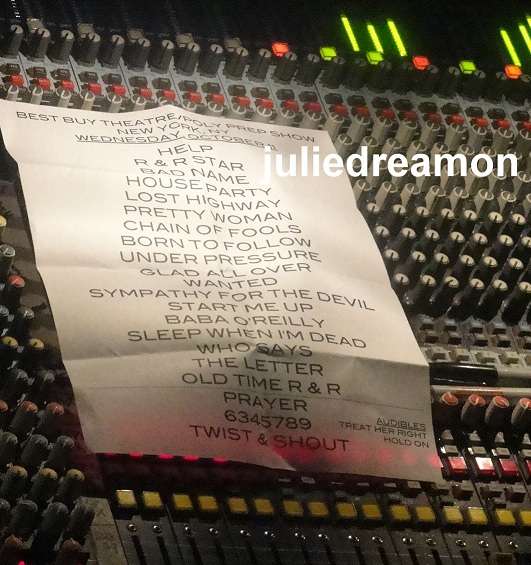 BEST BUY THEATRE/POLY PREP SHOW
NEW YORK, NY
WEDNESDAY, OCTOBER
juliedreamon
HELP
R & R STAR
BAD NAME
HOUSE PARTY
LOST HIGHWAY
PRETTY WOMAN
CHAIN OF FOOLS
BORN TO FOLLOW
UNDER PRESSURE
GLAD ALL OVER
WANTED
SYMPATHY FOR THE DEVIL
START ME UP
BABA O'REILLY
SLEEP WHEN I'M DEAD
WHO SAYS
THE LETTER
OLD TIME R & R
PRAYER
6345789
TWIST & SHOUT
AUDIBLES
TREAT HER RIGHT
HOLD ON